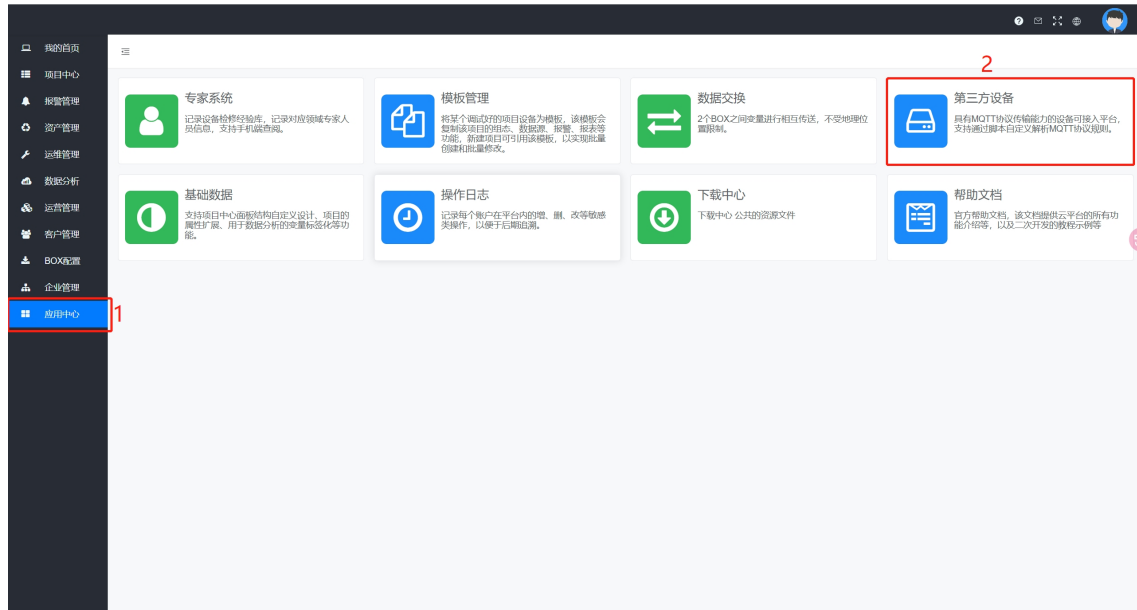 我的首页
项目中心
报警管理
资产管理
运维管理
数据分析
运营管理
客户管理
BOX配置
企业管理
应用中心
1
2
专家系统
记录设备检修经验库，记录对应领域专家人
员信息、支持手机端查阅。
模板管理
将某个调试好的项目设备为模板，该模板会
复制该项目的组态、数据源、报警、报表等
功能，新建项目可引用该模板，以实现批量
创建和批量修改。
数据交换
2个BOX之间变量进行相互传送，不受地理位
置限制。
第三方设备
具有MQTT协议传输能力的设备可接入平台，
支持通过脚本自定义解析MQTT协议规则。
基础数据
支持项目中心面板结构自定义设计、项目的
属性扩展、用于数据分析的变量标签化等功
能。
操作日志
记录每个账户在平台内的增、删、改等敏感
类操作，以便于后期追溯。
下载中心
下载中心 公共的资源文件
帮助文档
官方帮助文档，该文档提供云平台的所有功
能介绍等，以及二次开发的教程示例等